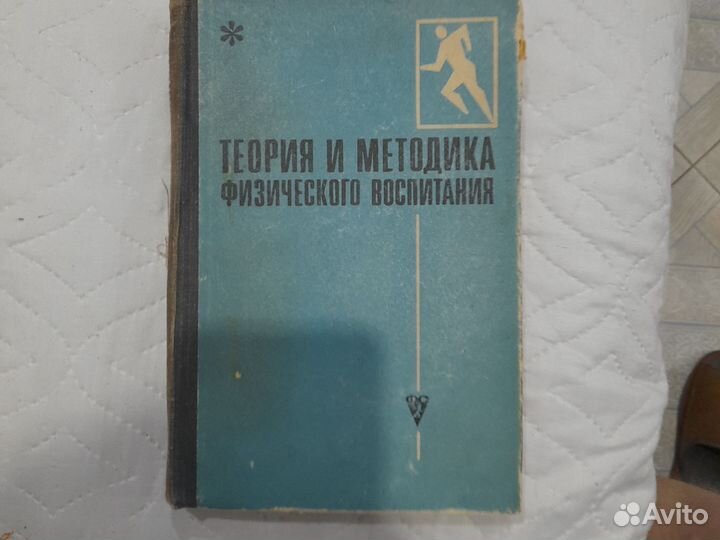 ТЕОРИЯ И МЕТОДИКА
ФИЗИЧЕСКОГО ВОСПИТАНИЯ
Avito